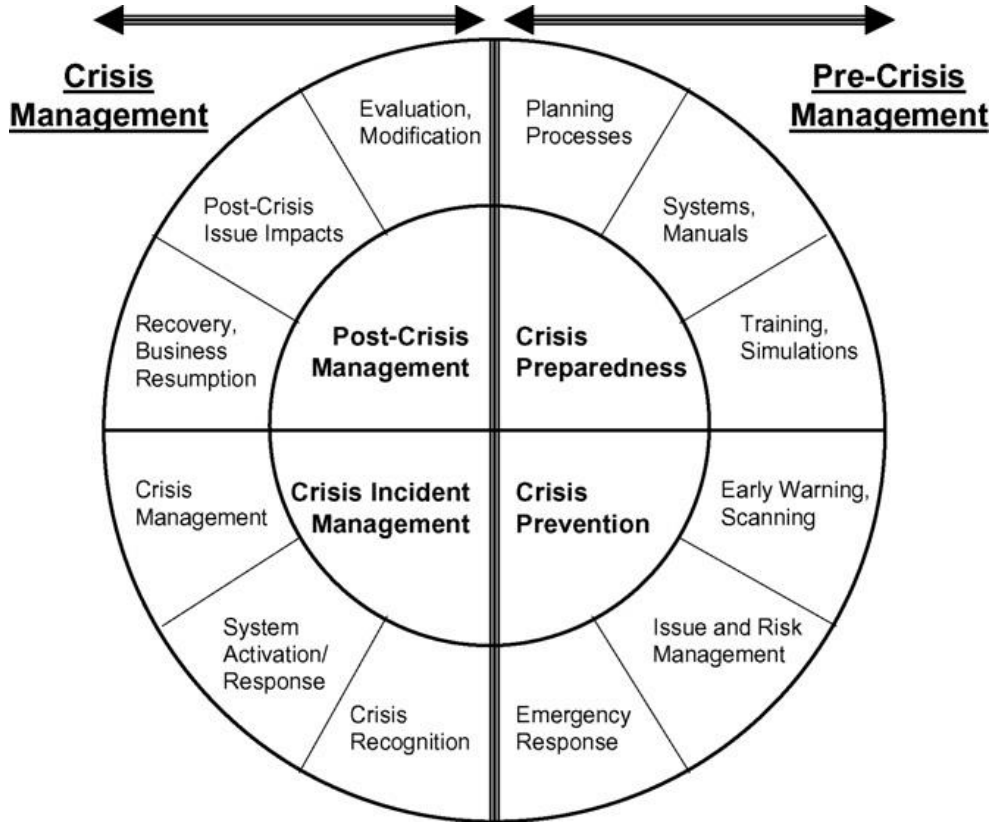 Crisis
Management
Pre-Crisis
Management
Evaluation,
Modification
Planning
Processes
Post-Crisis
Issue Impacts
Systems,
Manuals
Recovery,
Business
Resumption
Post-Crisis
Management
Crisis
Preparedness
Training,
Simulations
Crisis
Management
Crisis Incident
Management
Crisis
Prevention
Early Warning,
Scanning
System
Activation/
Response
Issue and Risk
Management
Crisis
Recognition
Emergency
Response